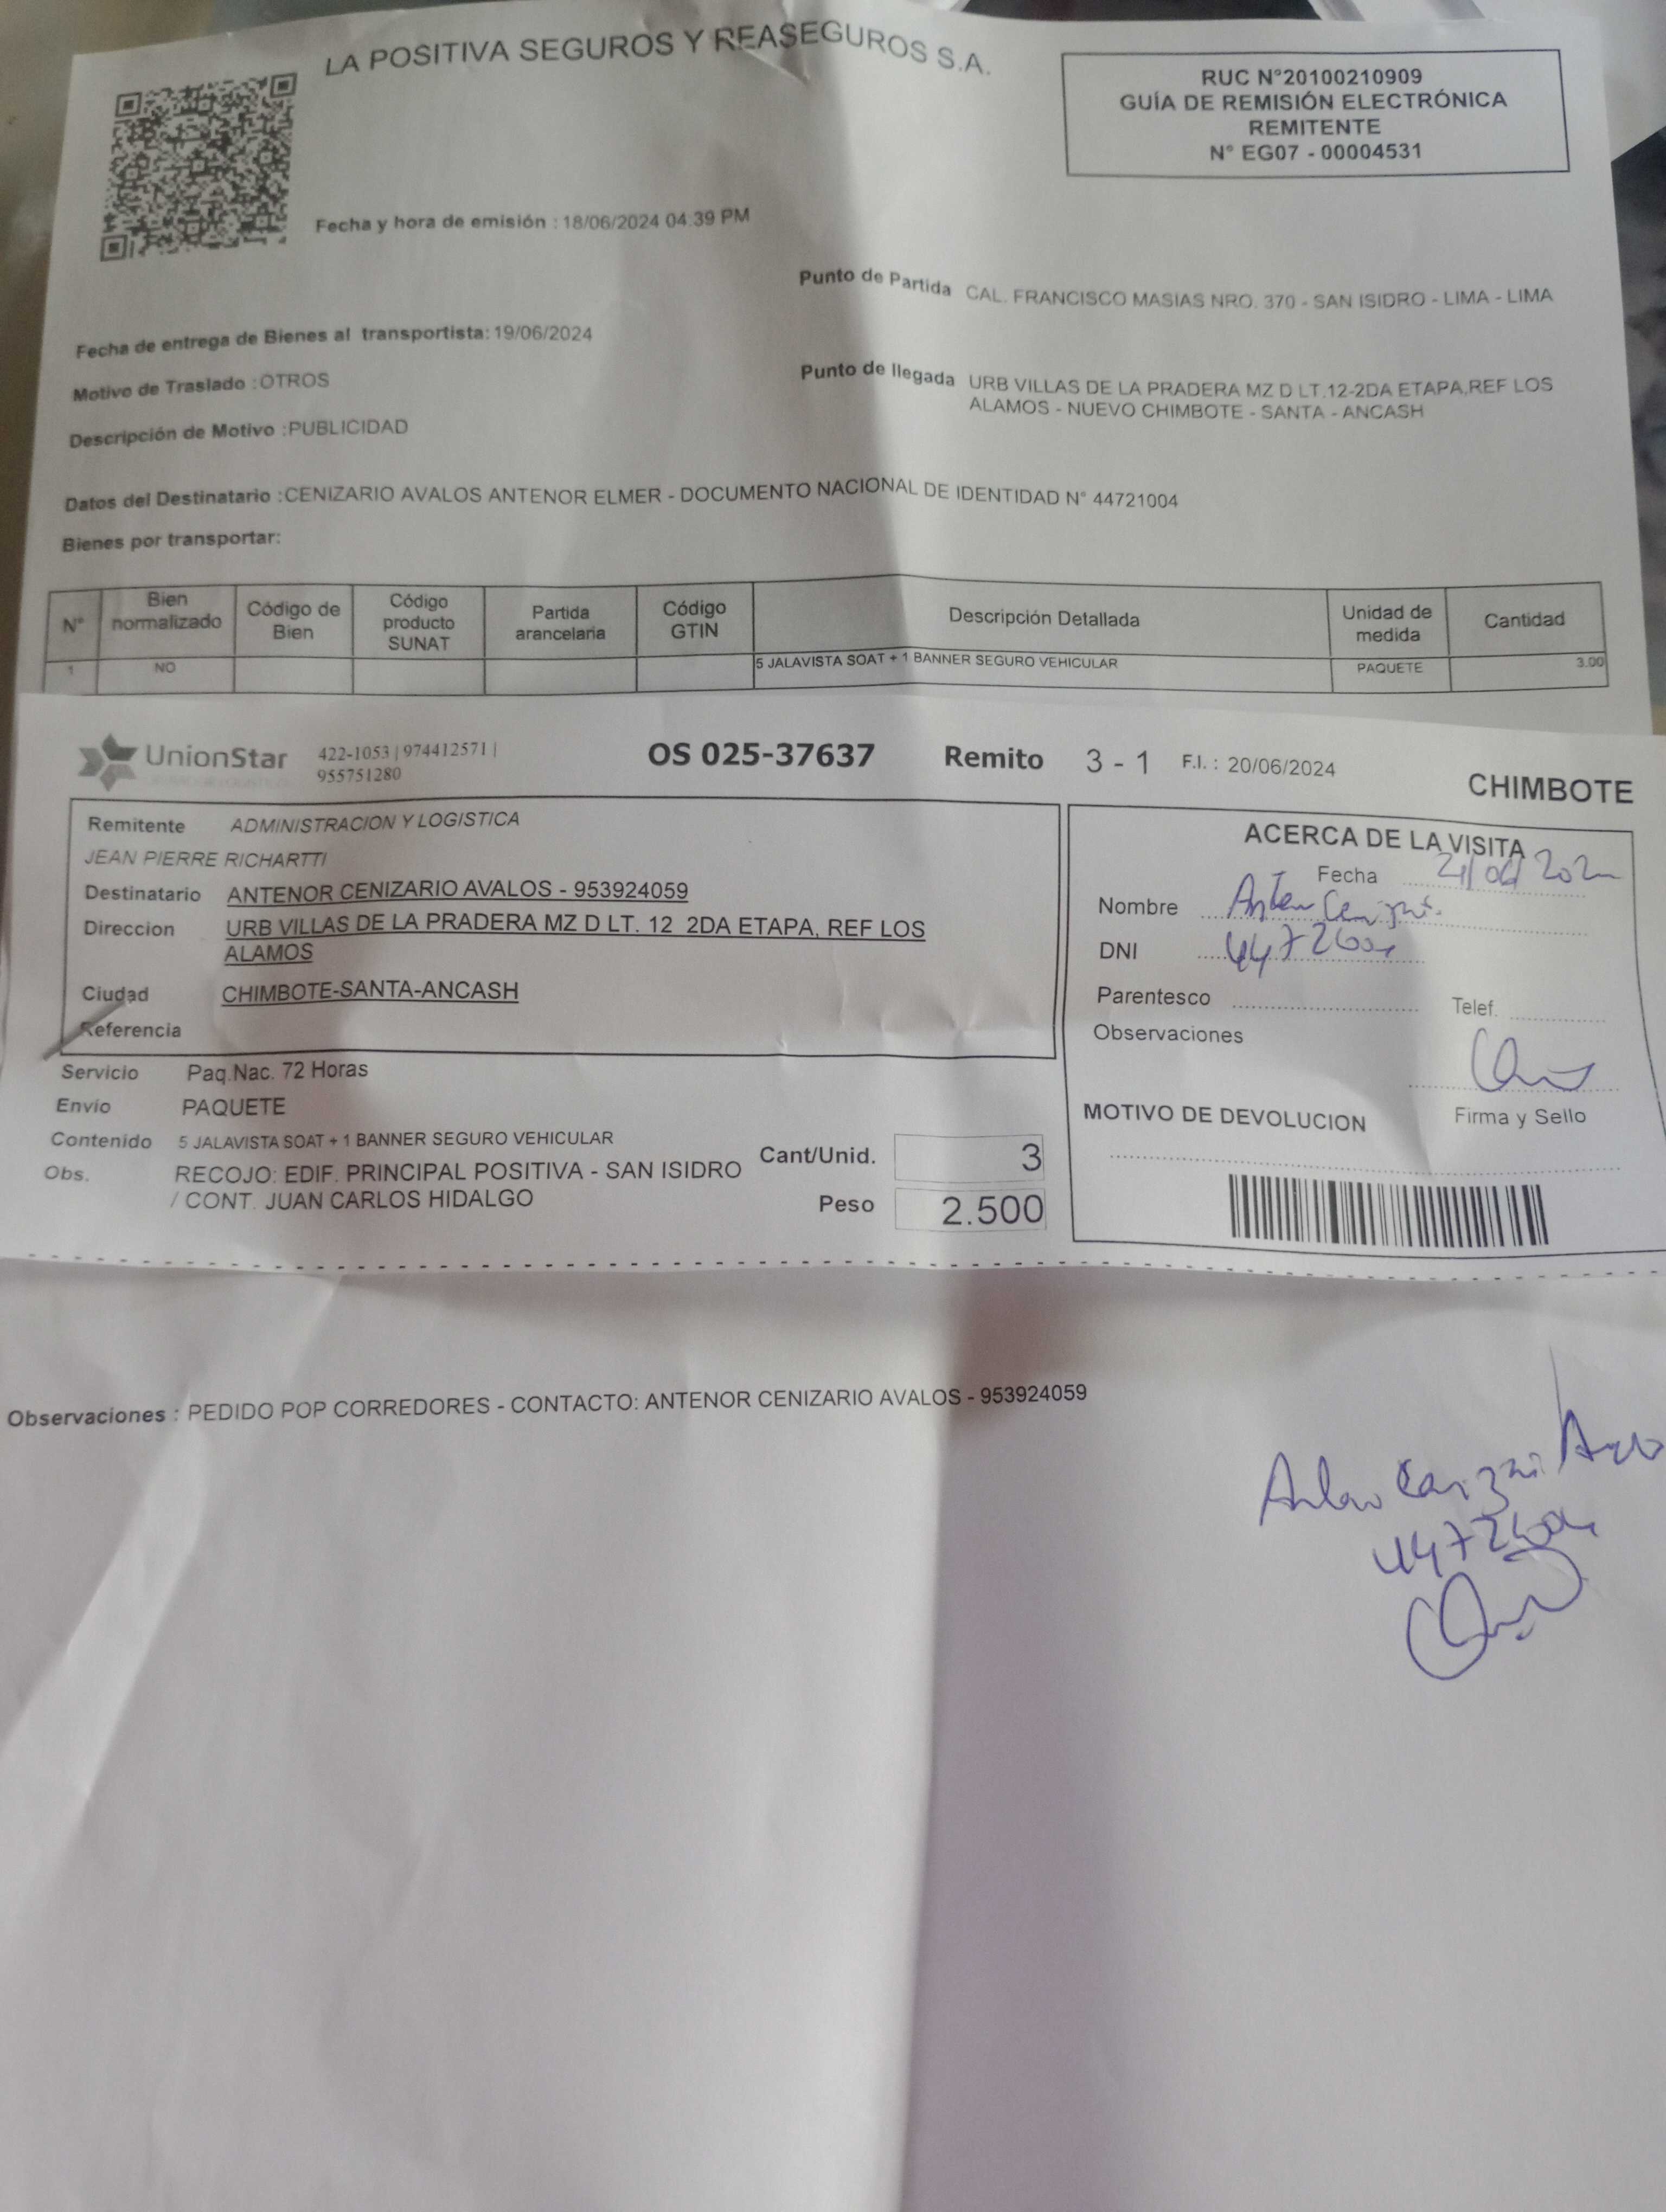 LA POSITIVA SEGUROS Y REASEGUROS S.A.
RUC N°20100210909
GUÍA DE REMISIÓN ELECTRÓNICA
REMITENTE
N° EG07 - 00004531
Fecha y hora de emisión : 18/06/2024 04:39 PM
Punto de Partida CAL. FRANCISCO MASIAS NRO. 370 - SAN ISIDRO - LIMA - LIMA
Fecha de entrega de Bienes al transportista: 19/06/2024
Motivo de Traslado : OTROS
Punto de llegada URB VILLAS DE LA PRADERA MZ D LT.12-2DA ETAPA,REF LOS
ALAMOS - NUEVO CHIMBOTE - SANTA - ANCASH
Descripción de Motivo : PUBLICIDAD
Datos del Destinatario : CENIZARIO AVALOS ANTENOR ELMER - DOCUMENTO NACIONAL DE IDENTIDAD N° 44721004
Bienes por transportar:
N° Bien normalizado Código de Bien Código producto SUNAT Partida arancelaria Código GTIN Descripción Detallada Unidad de medida Cantidad
1 NO 5 JALAVISTA SOAT + 1 BANNER SEGURO VEHICULAR PAQUETE 3.00
UnionStar 422-1053 | 974412571 |
955751280
OS 025-37637 Remito 3 - 1 F.I. : 20/06/2024 CHIMBOTE
Remitente ADMINISTRACION Y LOGISTICA
JEAN PIERRE RICHARTTI
Destinatario ANTENOR CENIZARIO AVALOS - 953924059
Direccion URB VILLAS DE LA PRADERA MZ D LT. 12 2DA ETAPA, REF LOS
ALAMOS
Ciudad CHIMBOTE-SANTA-ANCASH
Referencia
Servicio Paq.Nac. 72 Horas
Envío PAQUETE
Contenido 5 JALAVISTA SOAT + 1 BANNER SEGURO VEHICULAR
Obs. RECOJO: EDIF. PRINCIPAL POSITIVA - SAN ISIDRO
/ CONT. JUAN CARLOS HIDALGO
Cant/Unid. 3
Peso 2.500
ACERCA DE LA VISITA
Fecha
Nombre
DNI
Parentesco Telef.
Observaciones
Firma y Sello
MOTIVO DE DEVOLUCION
Observaciones : PEDIDO POP CORREDORES - CONTACTO: ANTENOR CENIZARIO AVALOS - 953924059